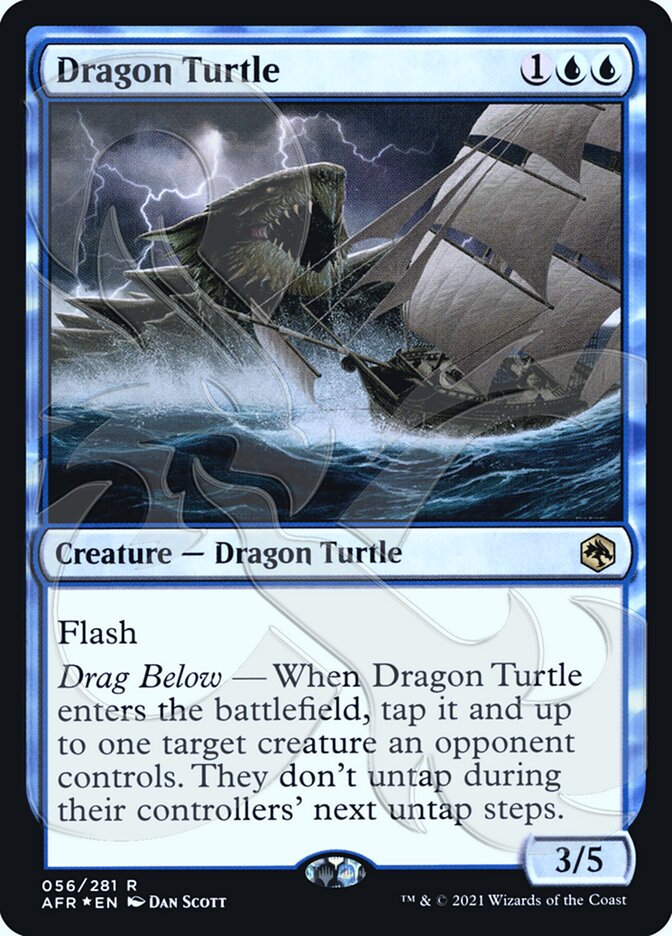 Dragon Turtle 1
Creature — Dragon Turtle
Flash
Drag Below — When Dragon Turtle
enters the battlefield, tap it and up
to one target creature an opponent
controls. They don't untap during
their controllers' next untap steps.
3/5
056/281 R
AFR ★ EN Dan Scott
™ & © 2021 Wizards of the Coast